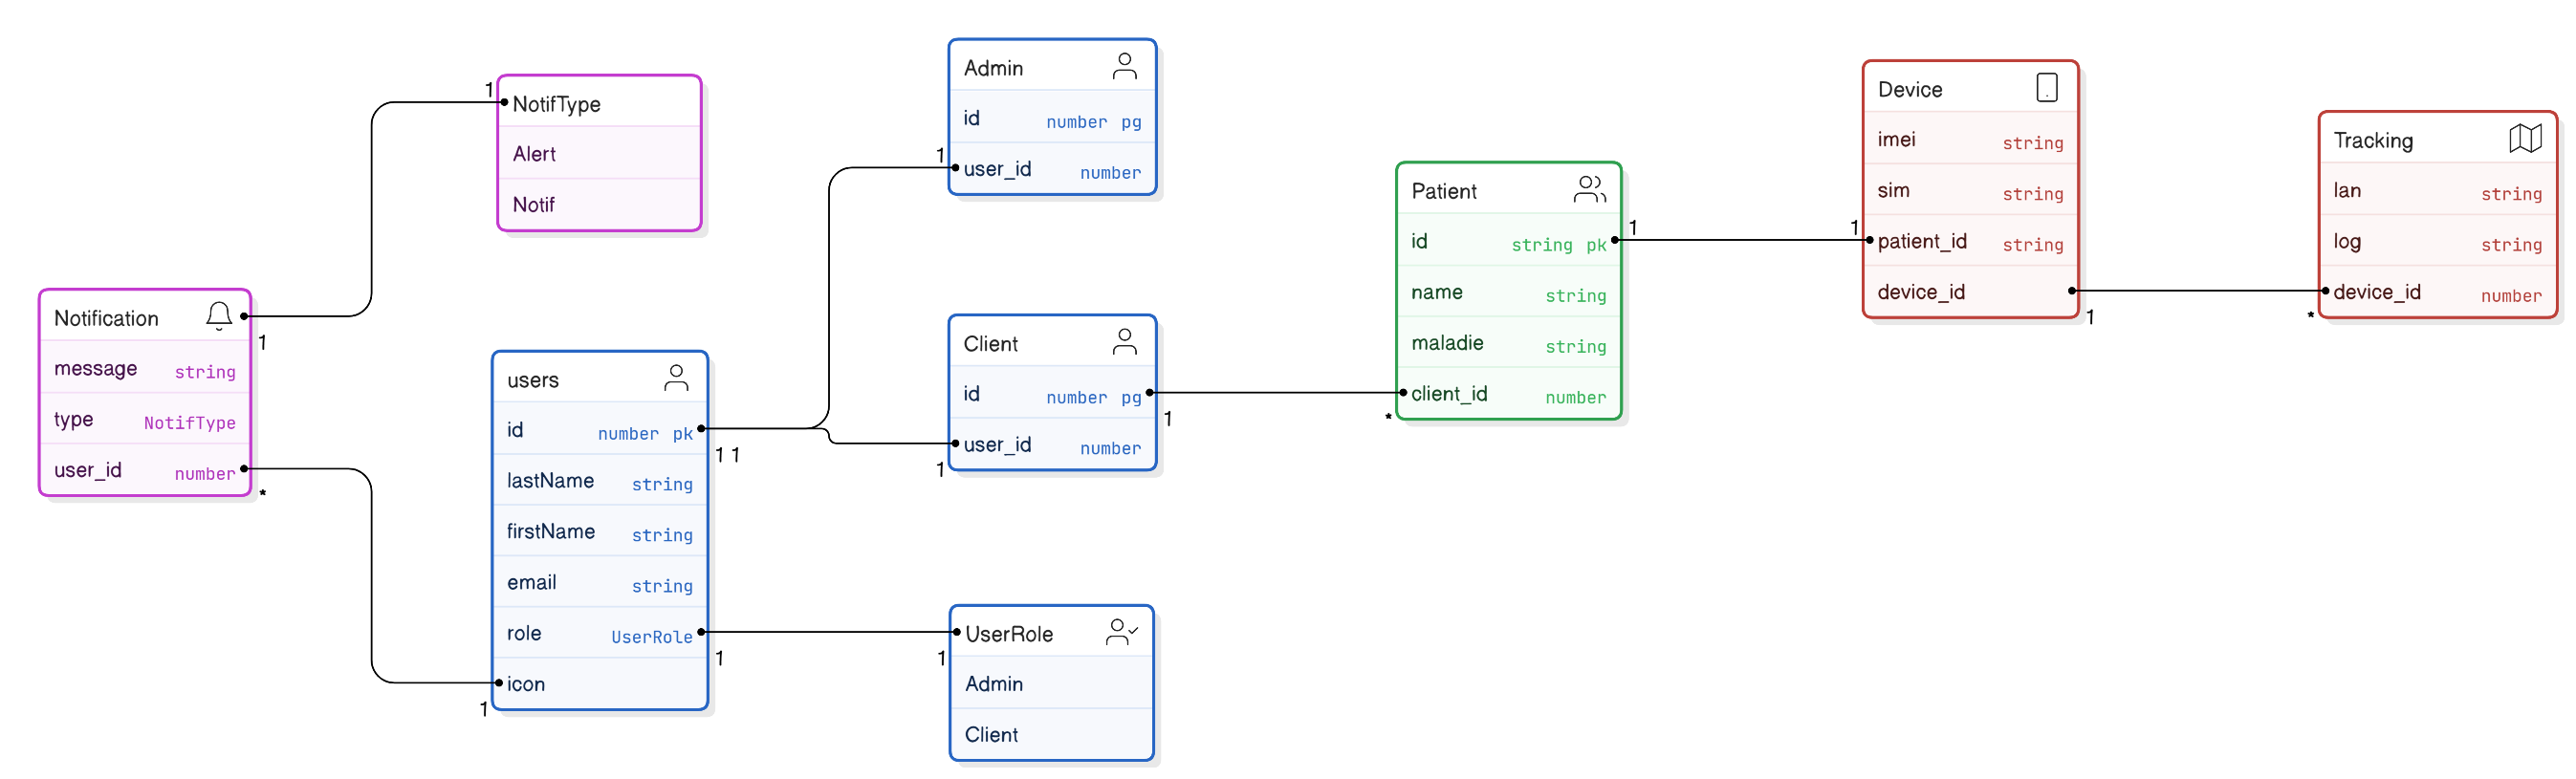 1
NotifType
Alert
Notif
Notification
1
message string
type NotifType
user_id number
*
users
id number pk
1 1
lastName string
firstName string
email string
role UserRole
1
icon
1
Admin
id number pg
1
user_id number
Client
id number pg
1
user_id number
1
UserRole
1
Admin
Client
Patient
id string pk
1
name string
maladie string
client_id number
*
Device
imei string
sim string
1
patient_id string
device_id
1
Tracking
lan string
log string
device_id number
*